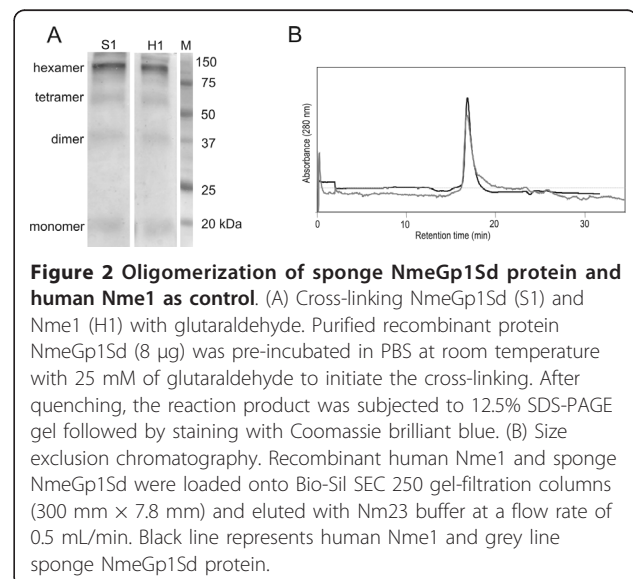 A
B
S1 H1 M
hexamer
tetramer
dimer
monomer
150
75
50
37
25
20 kDa
Absorbance (280 nm)
0 10 20 30
Retention time (min)
Figure 2 Oligomerization of sponge NmeGp1Sd protein and
human Nme1 as control. (A) Cross-linking NmeGp1Sd (S1) and
Nme1 (H1) with glutaraldehyde. Purified recombinant protein
NmeGp1Sd (8 μg) was pre-incubated in PBS at room temperature
with 25 mM of glutaraldehyde to initiate the cross-linking. After
quenching, the reaction product was subjected to 12.5% SDS-PAGE
gel followed by staining with Coomassie brilliant blue. (B) Size
exclusion chromatography. Recombinant human Nme1 and sponge
NmeGp1Sd were loaded onto Bio-Sil SEC 250 gel-filtration columns
(300 mm × 7.8 mm) and eluted with Nm23 buffer at a flow rate of
0.5 mL/min. Black line represents human Nme1 and grey line
sponge NmeGp1Sd protein.